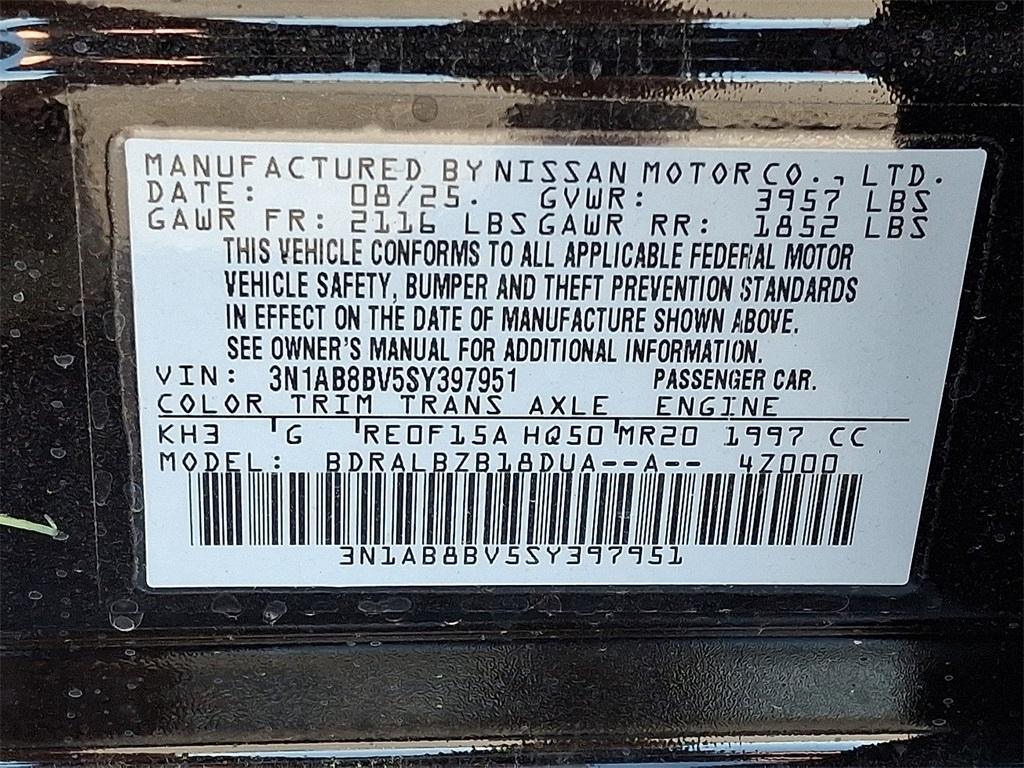 MANUFACTURED BY NISSAN MOTOR CO., LTD.
DATE: 08/25. GVWR: 3957 LBS
GAWR FR: 2116 LBS GAWR RR: 1852 LBS
THIS VEHICLE CONFORMS TO ALL APPLICABLE FEDERAL MOTOR
VEHICLE SAFETY, BUMPER AND THEFT PREVENTION STANDARDS
IN EFFECT ON THE DATE OF MANUFACTURE SHOWN ABOVE.
SEE OWNER'S MANUAL FOR ADDITIONAL INFORMATION.
VIN: 3N1AB8BV5SY397951 PASSENGER CAR.
COLOR TRIM TRANS AXLE ENGINE
KH3 G RE0F15A HQ50 MR20 1997 CC
MODEL: BDRALBZB18DUA--A-- 4Z000
3N1AB8BV5SY397951